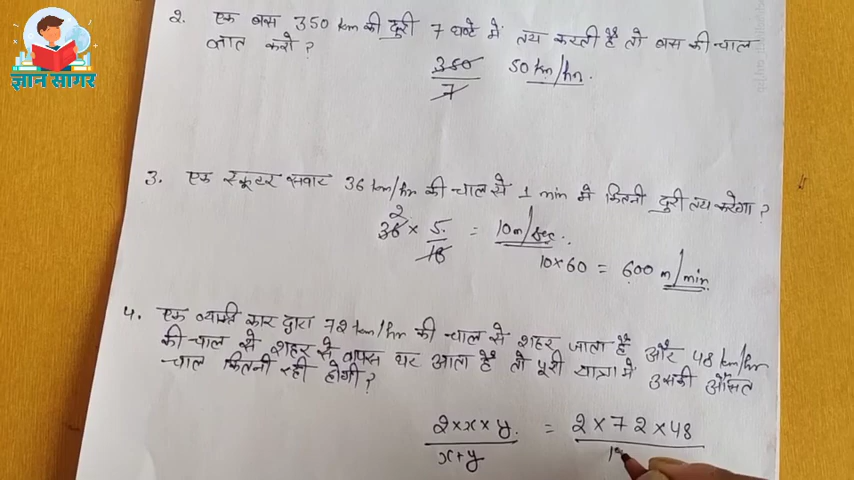 ज्ञान सागर
2. एक बस 350 km की दुरी 7 घण्टे में तय करती है तो बस की चाल
ज्ञात करो ?
350
7
50 km/hr.
3. एक स्कूटर सवार 36 km/hr की चाल से 1 min में कितनी दुरी तय करेगा ?
2
36 × 5/18 = 10 m/sec.
10×60 = 600 m/min
4. एक व्यक्ति कार द्वारा 72 km/hr की चाल से शहर जाता है और 48 km/hr
की चाल से शहर से वापस घर आता है तो पूरी यात्रा में उसकी औसत
चाल कितनी रही होगी ?
2 × x × y. = 2 × 72 × 48
x+y